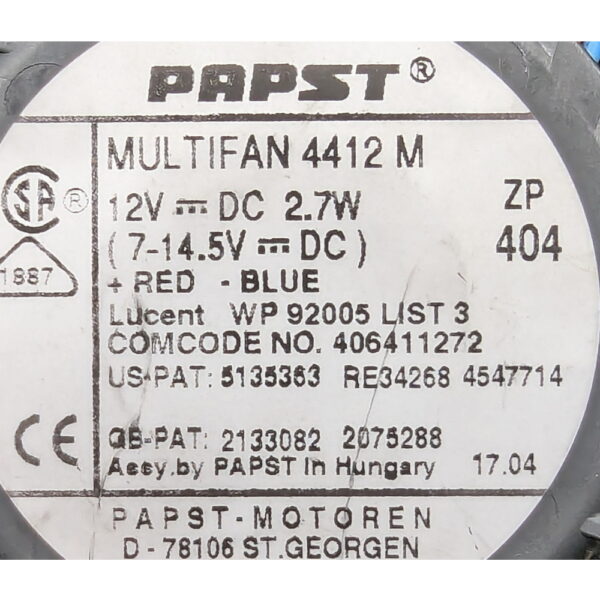 PAPST®
MULTIFAN 4412 M
12V ⎓ DC 2.7W
(7-14.5V ⎓ DC)
ZP
404
+ RED - BLUE
Lucent WP 92005 LIST 3
COMCODE NO. 406411272
US-PAT: 5135363 RE34268 4547714
GB-PAT: 2133082 2075288
Assy.by PAPST in Hungary 17.04
SA ®
1887
CE
PAPST-MOTOREN
D-78106 ST.GEORGEN